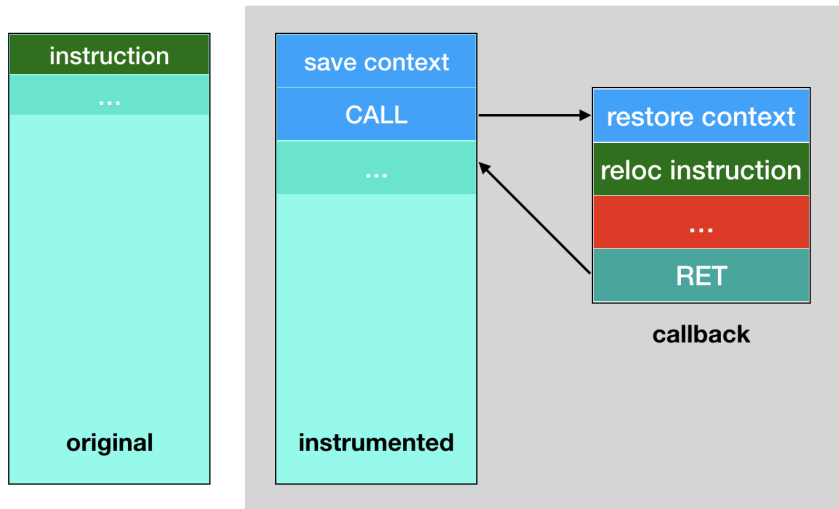 instruction
...
original
save context
CALL
...
instrumented
restore context
reloc instruction
...
RET
callback